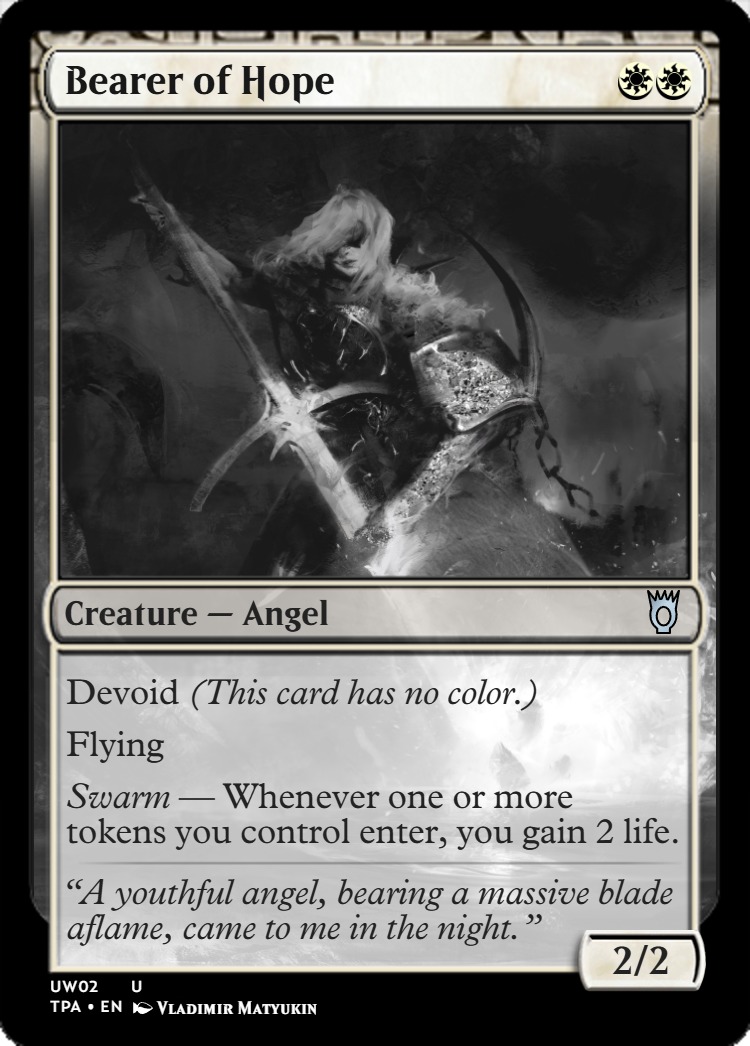 Bearer of Hope
Creature — Angel
Devoid (This card has no color.)
Flying
Swarm — Whenever one or more
tokens you control enter, you gain 2 life.
“A youthful angel, bearing a massive blade
aflame, came to me in the night.”
2/2
UW02 U
TPA • EN Vladimir Matyukin